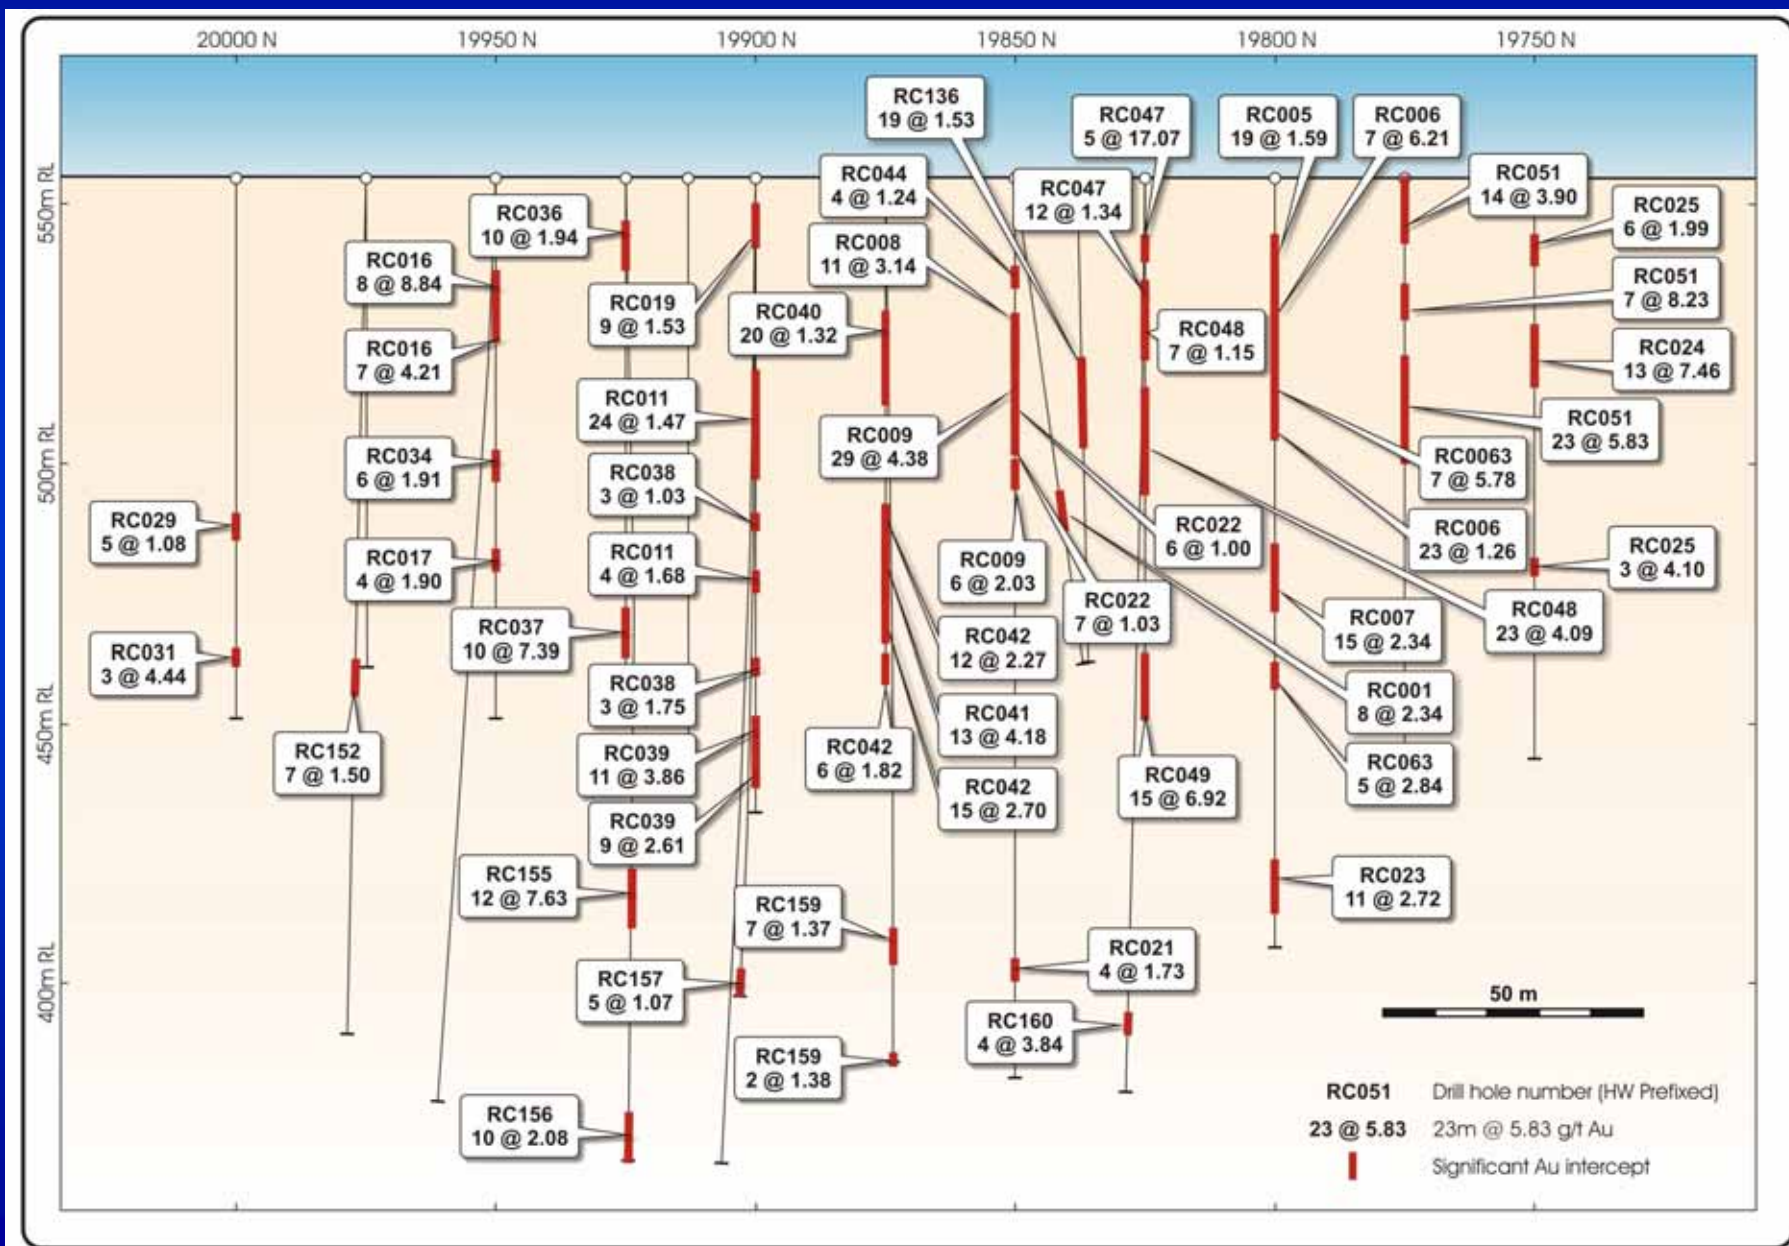 20000 N
19950 N
19900 N
19850 N
19800 N
19750 N
550m RL
500m RL
450m RL
400m RL
RC029
5 @ 1.08
RC031
3 @ 4.44
RC152
7 @ 1.50
RC016
8 @ 8.84
RC016
7 @ 4.21
RC034
6 @ 1.91
RC017
4 @ 1.90
RC036
10 @ 1.94
RC037
10 @ 7.39
RC155
12 @ 7.63
RC156
10 @ 2.08
RC019
9 @ 1.53
RC011
24 @ 1.47
RC038
3 @ 1.03
RC011
4 @ 1.68
RC038
3 @ 1.75
RC039
11 @ 3.86
RC039
9 @ 2.61
RC157
5 @ 1.07
RC040
20 @ 1.32
RC042
12 @ 2.27
RC041
13 @ 4.18
RC042
15 @ 2.70
RC042
6 @ 1.82
RC159
7 @ 1.37
RC159
2 @ 1.38
RC136
19 @ 1.53
RC044
4 @ 1.24
RC008
11 @ 3.14
RC009
29 @ 4.38
RC009
6 @ 2.03
RC022
6 @ 1.00
RC022
7 @ 1.03
RC001
8 @ 2.34
RC021
4 @ 1.73
RC160
4 @ 3.84
RC047
5 @ 17.07
RC047
12 @ 1.34
RC048
7 @ 1.15
RC048
23 @ 4.09
RC049
15 @ 6.92
RC005
19 @ 1.59
RC006
7 @ 6.21
RC0063
7 @ 5.78
RC006
23 @ 1.26
RC007
15 @ 2.34
RC063
5 @ 2.84
RC023
11 @ 2.72
RC051
14 @ 3.90
RC051
7 @ 8.23
RC051
23 @ 5.83
RC025
6 @ 1.99
RC024
13 @ 7.46
RC025
3 @ 4.10
50 m
RC051 Drill hole number (HW Prefixed)
23 @ 5.83 23m @ 5.83 g/t Au
Significant Au intercept